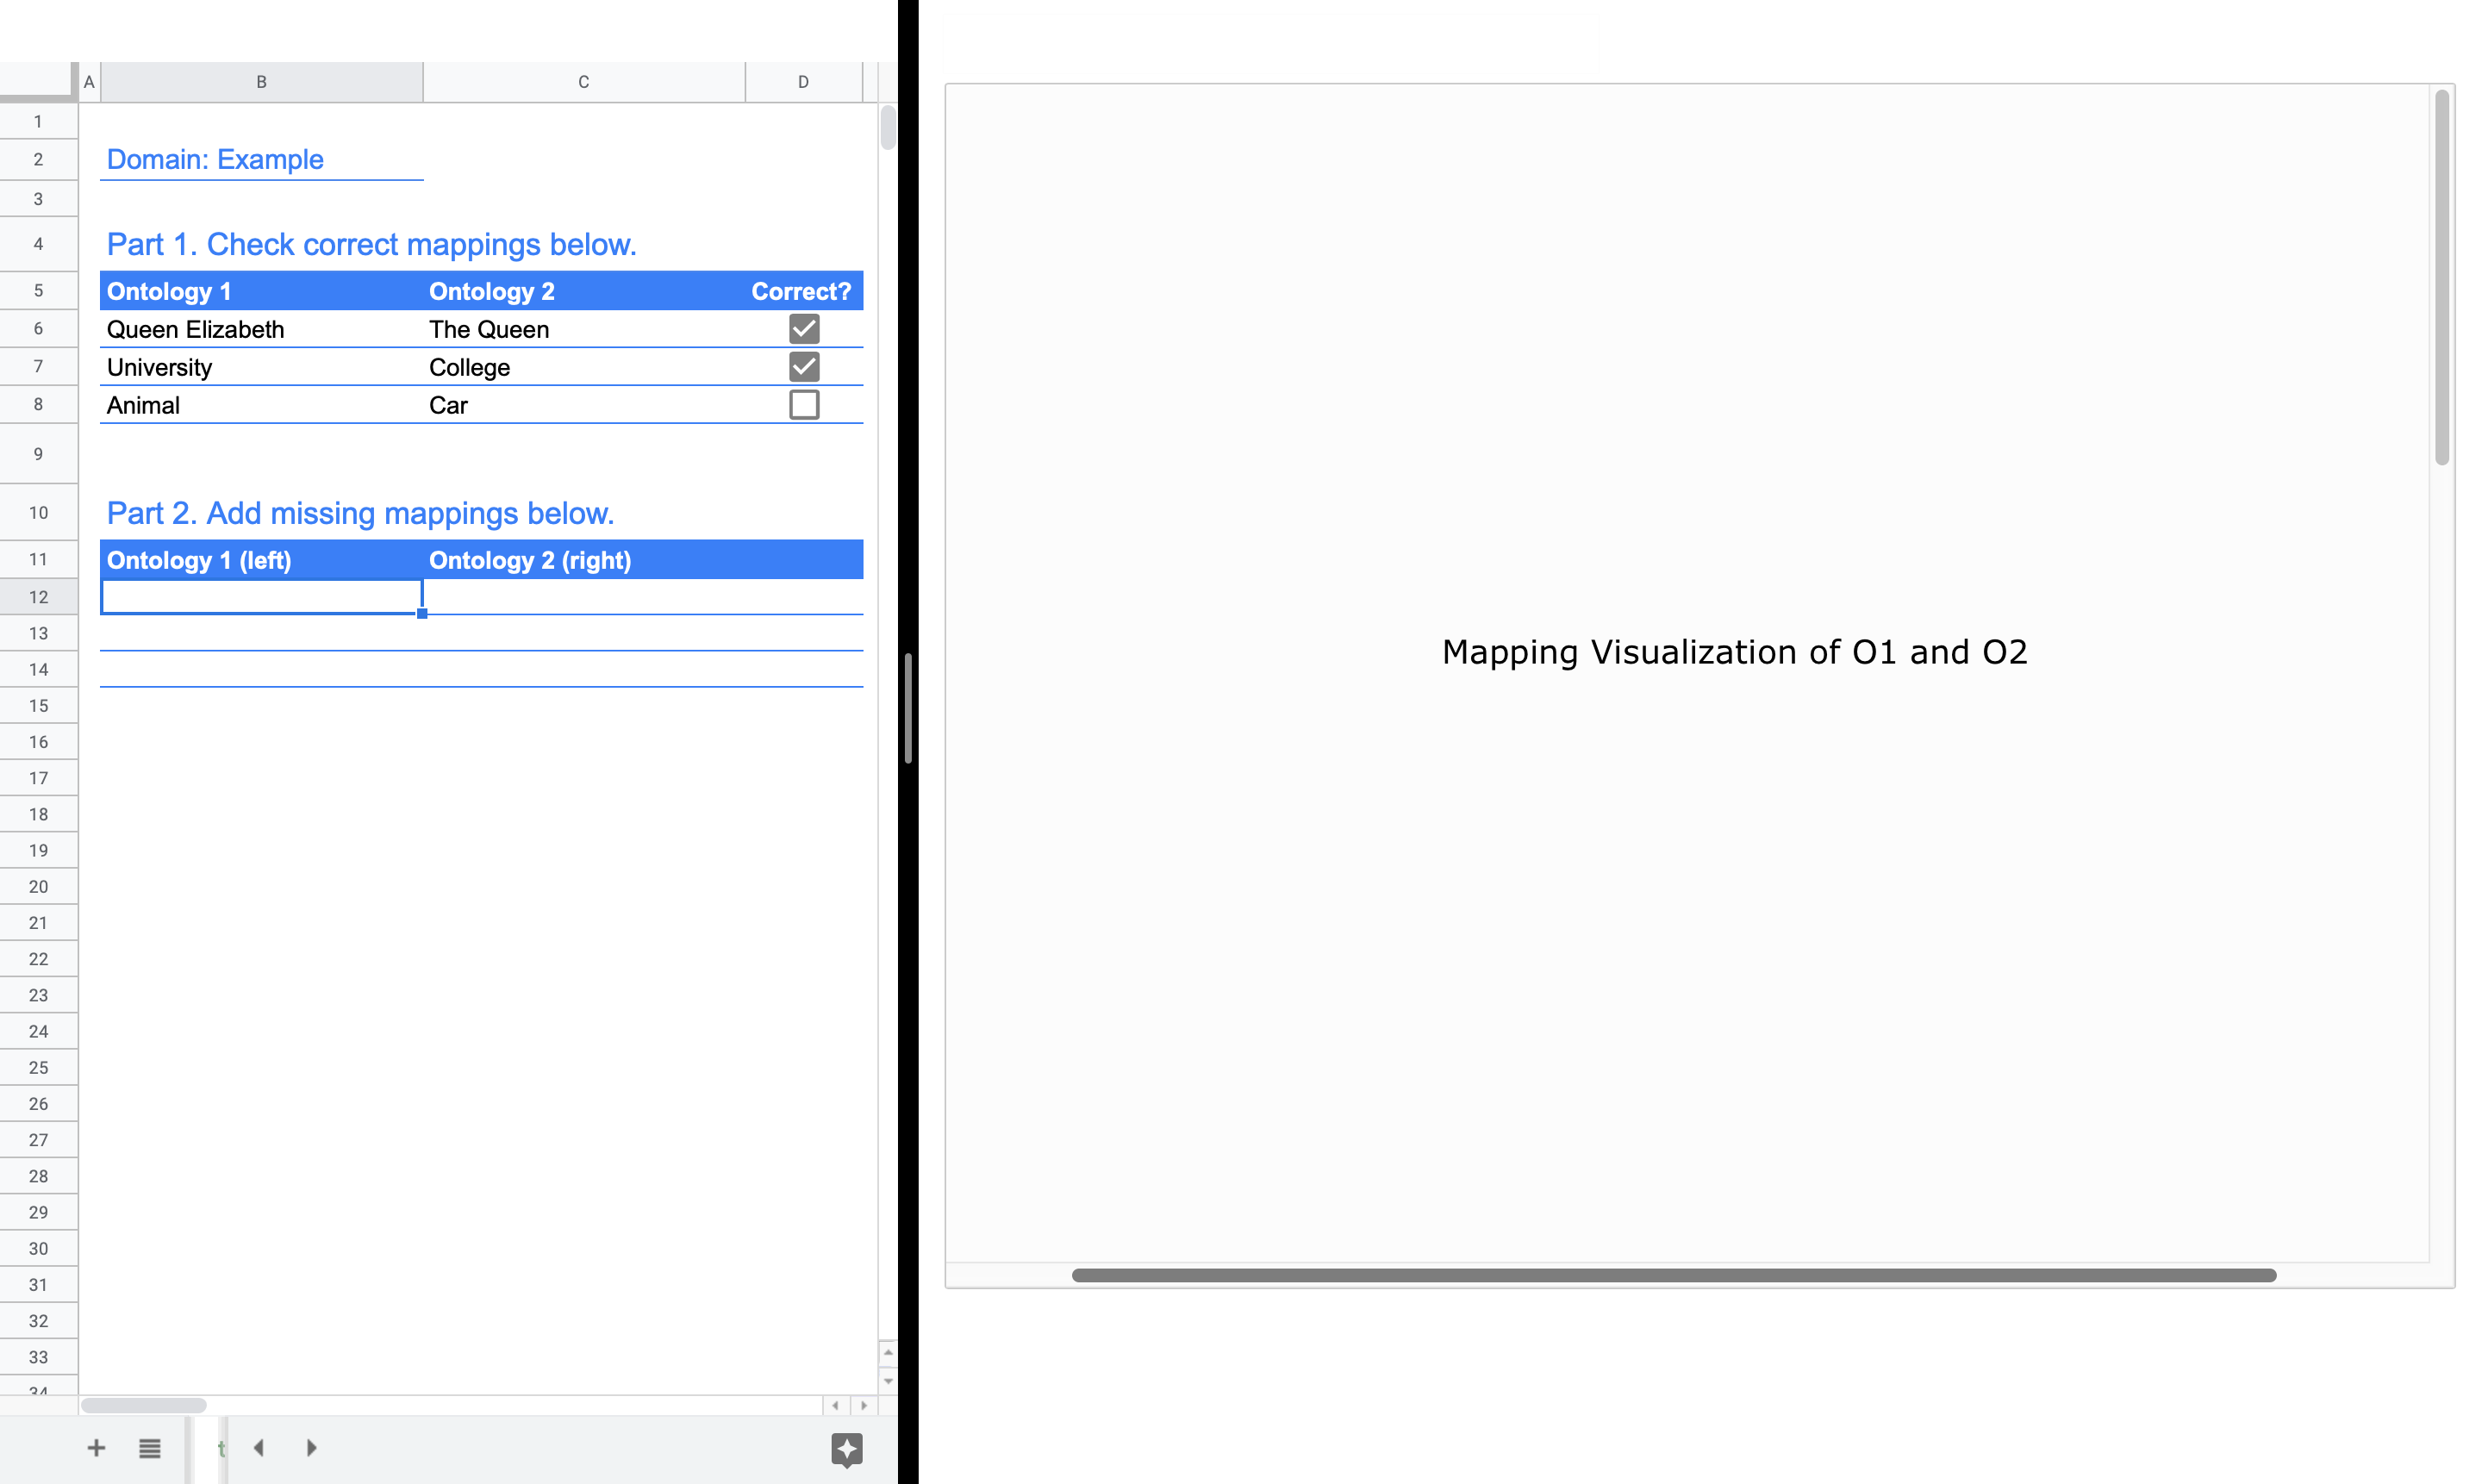 A B C D
1
2 Domain: Example
3
4 Part 1. Check correct mappings below.
5 Ontology 1 Ontology 2 Correct?
6 Queen Elizabeth The Queen
7 University College
8 Animal Car
9
10 Part 2. Add missing mappings below.
11 Ontology 1 (left) Ontology 2 (right)
12
13
14
15
16
17
18
19
20
21
22
23
24
25
26
27
28
29
30
31
32
33
34
t
Mapping Visualization of O1 and O2